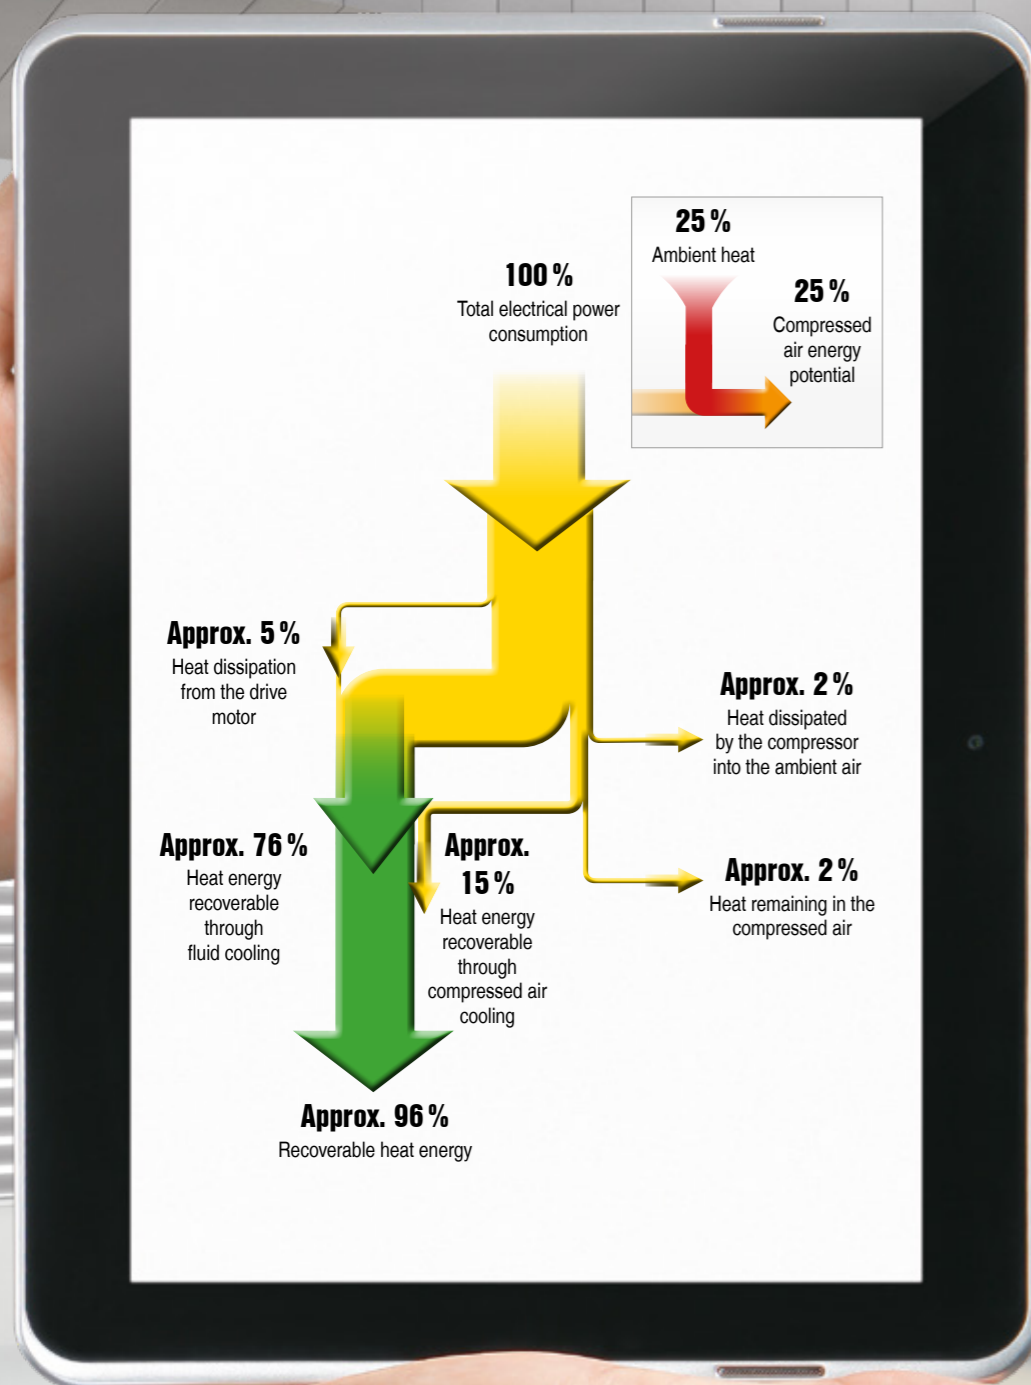 25 %
Ambient heat
25 %
Compressed
air energy
potential
100 %
Total electrical power
consumption
Approx. 5 %
Heat dissipation
from the drive
motor
Approx. 2 %
Heat dissipated
by the compressor
into the ambient air
Approx. 76 %
Heat energy
recoverable
through
fluid cooling
Approx.
15 %
Heat energy
recoverable
through
compressed air
cooling
Approx. 2 %
Heat remaining in the
compressed air
Approx. 96 %
Recoverable heat energy